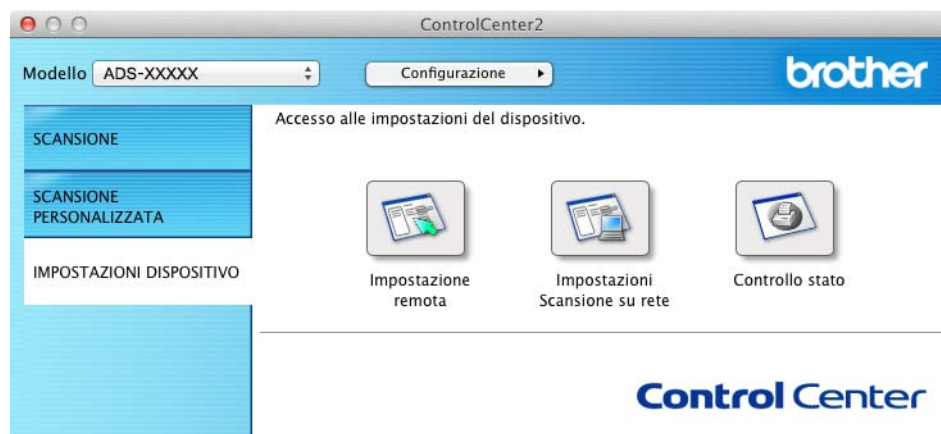 ControlCenter2
Modello ADS-XXXXX Configurazione brother
SCANSIONE
SCANSIONE
PERSONALIZZATA
IMPOSTAZIONI DISPOSITIVO
Accesso alle impostazioni del dispositivo.
Impostazione
remota
Impostazioni
Scansione su rete
Controllo stato
Control Center